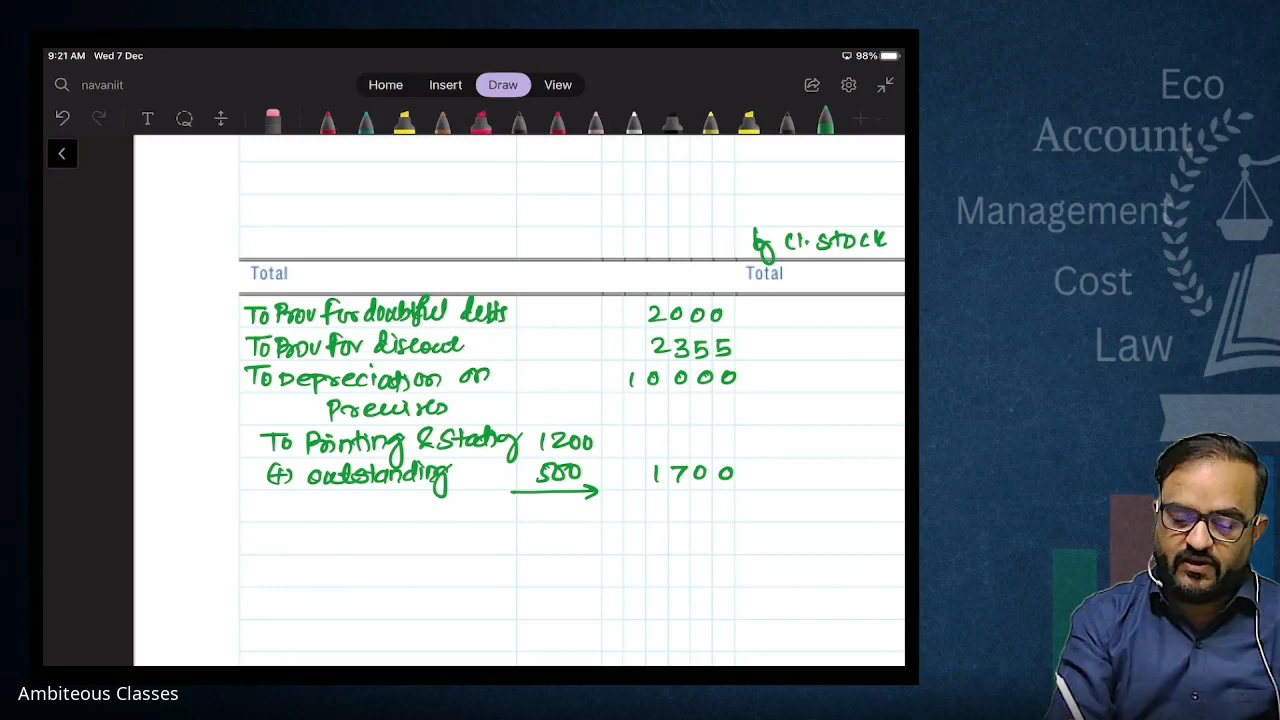 9:21 AM Wed 7 Dec
98%
navaniit
Home Insert Draw View
Eco
Account
Management
Cost
Law
by Cl. Stock
Total Total
To Prov for doubtful debts 2000
To Prov for 2355
To Depreciation on 10000
Premises
To Printing & 1200
(+) outstanding 500 1700
Ambiteous Classes